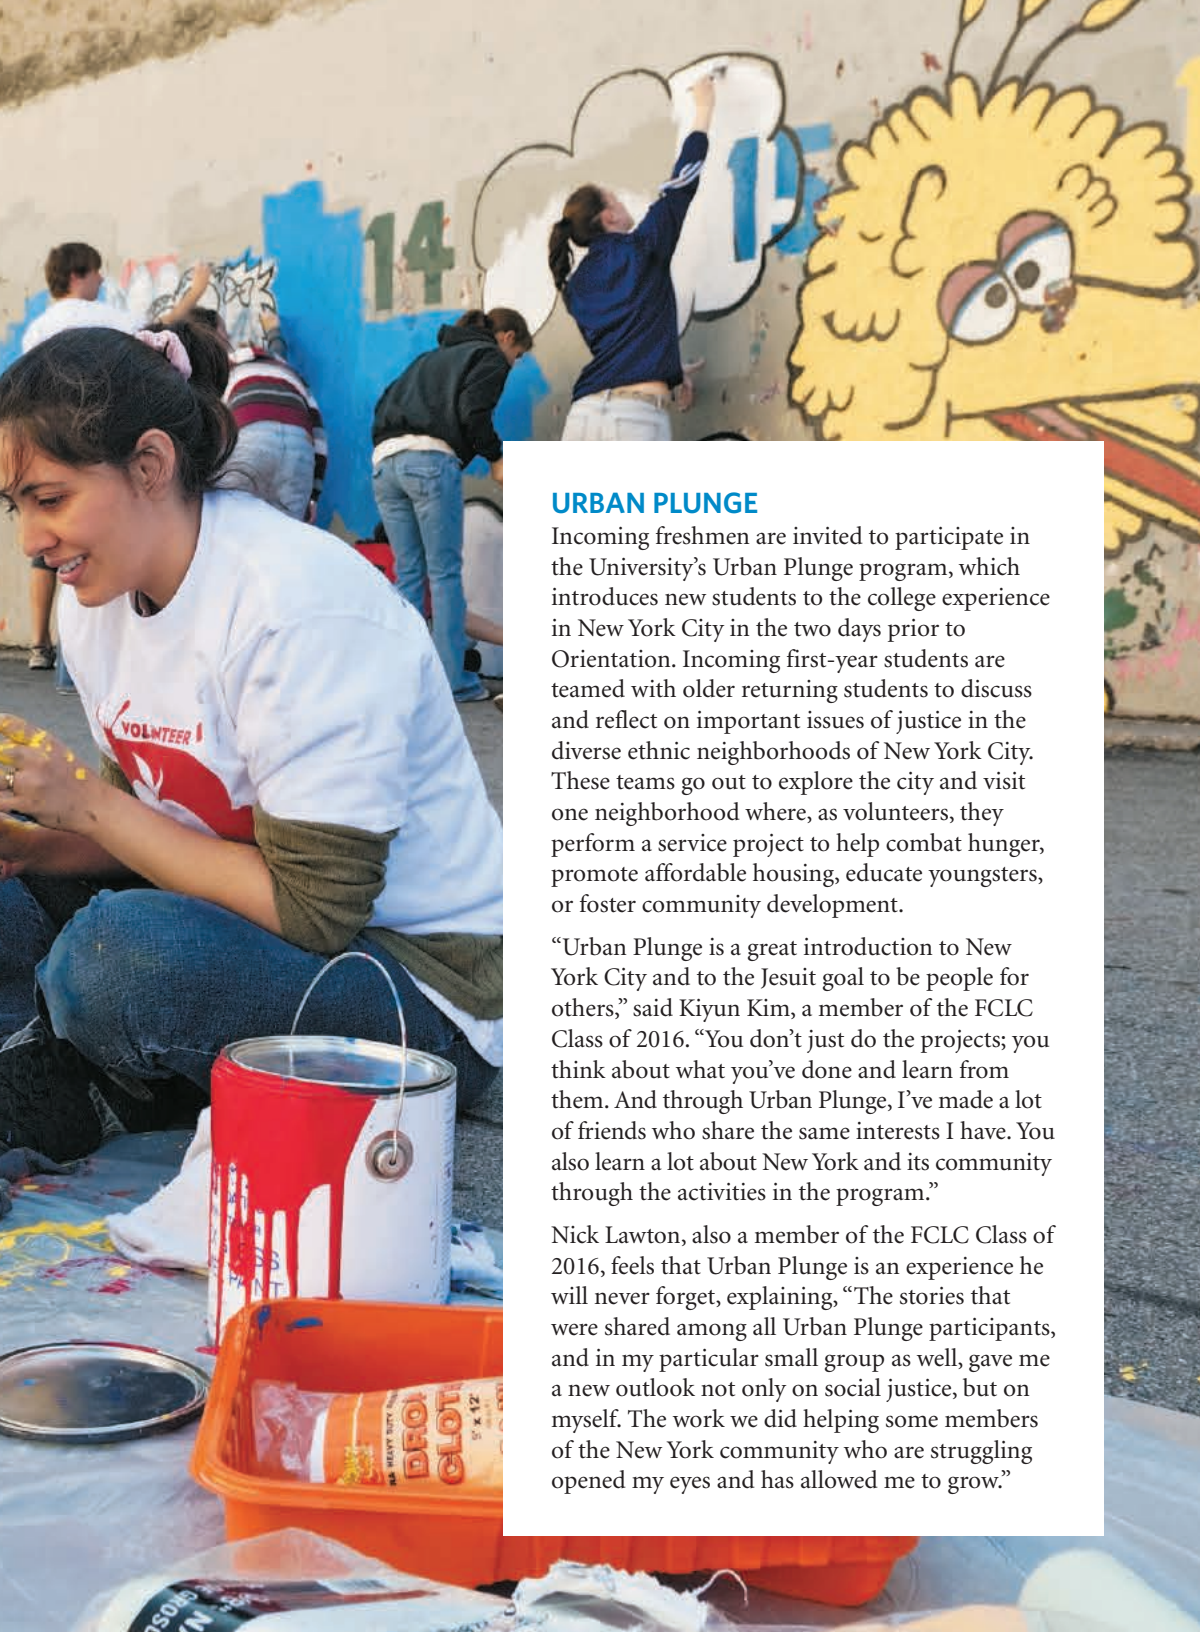 14
15
VOLUNTEER
URBAN PLUNGE
Incoming freshmen are invited to participate in
the University’s Urban Plunge program, which
introduces new students to the college experience
in New York City in the two days prior to
Orientation. Incoming first-year students are
teamed with older returning students to discuss
and reflect on important issues of justice in the
diverse ethnic neighborhoods of New York City.
These teams go out to explore the city and visit
one neighborhood where, as volunteers, they
perform a service project to help combat hunger,
promote affordable housing, educate youngsters,
or foster community development.
“Urban Plunge is a great introduction to New
York City and to the Jesuit goal to be people for
others,” said Kiyun Kim, a member of the FCLC
Class of 2016. “You don’t just do the projects; you
think about what you’ve done and learn from
them. And through Urban Plunge, I’ve made a lot
of friends who share the same interests I have. You
also learn a lot about New York and its community
through the activities in the program.”
Nick Lawton, also a member of the FCLC Class of
2016, feels that Urban Plunge is an experience he
will never forget, explaining, “The stories that
were shared among all Urban Plunge participants,
and in my particular small group as well, gave me
a new outlook not only on social justice, but on
myself. The work we did helping some members
of the New York community who are struggling
opened my eyes and has allowed me to grow.”
HEAVY DUTY
DRO
CLOT
x 12'